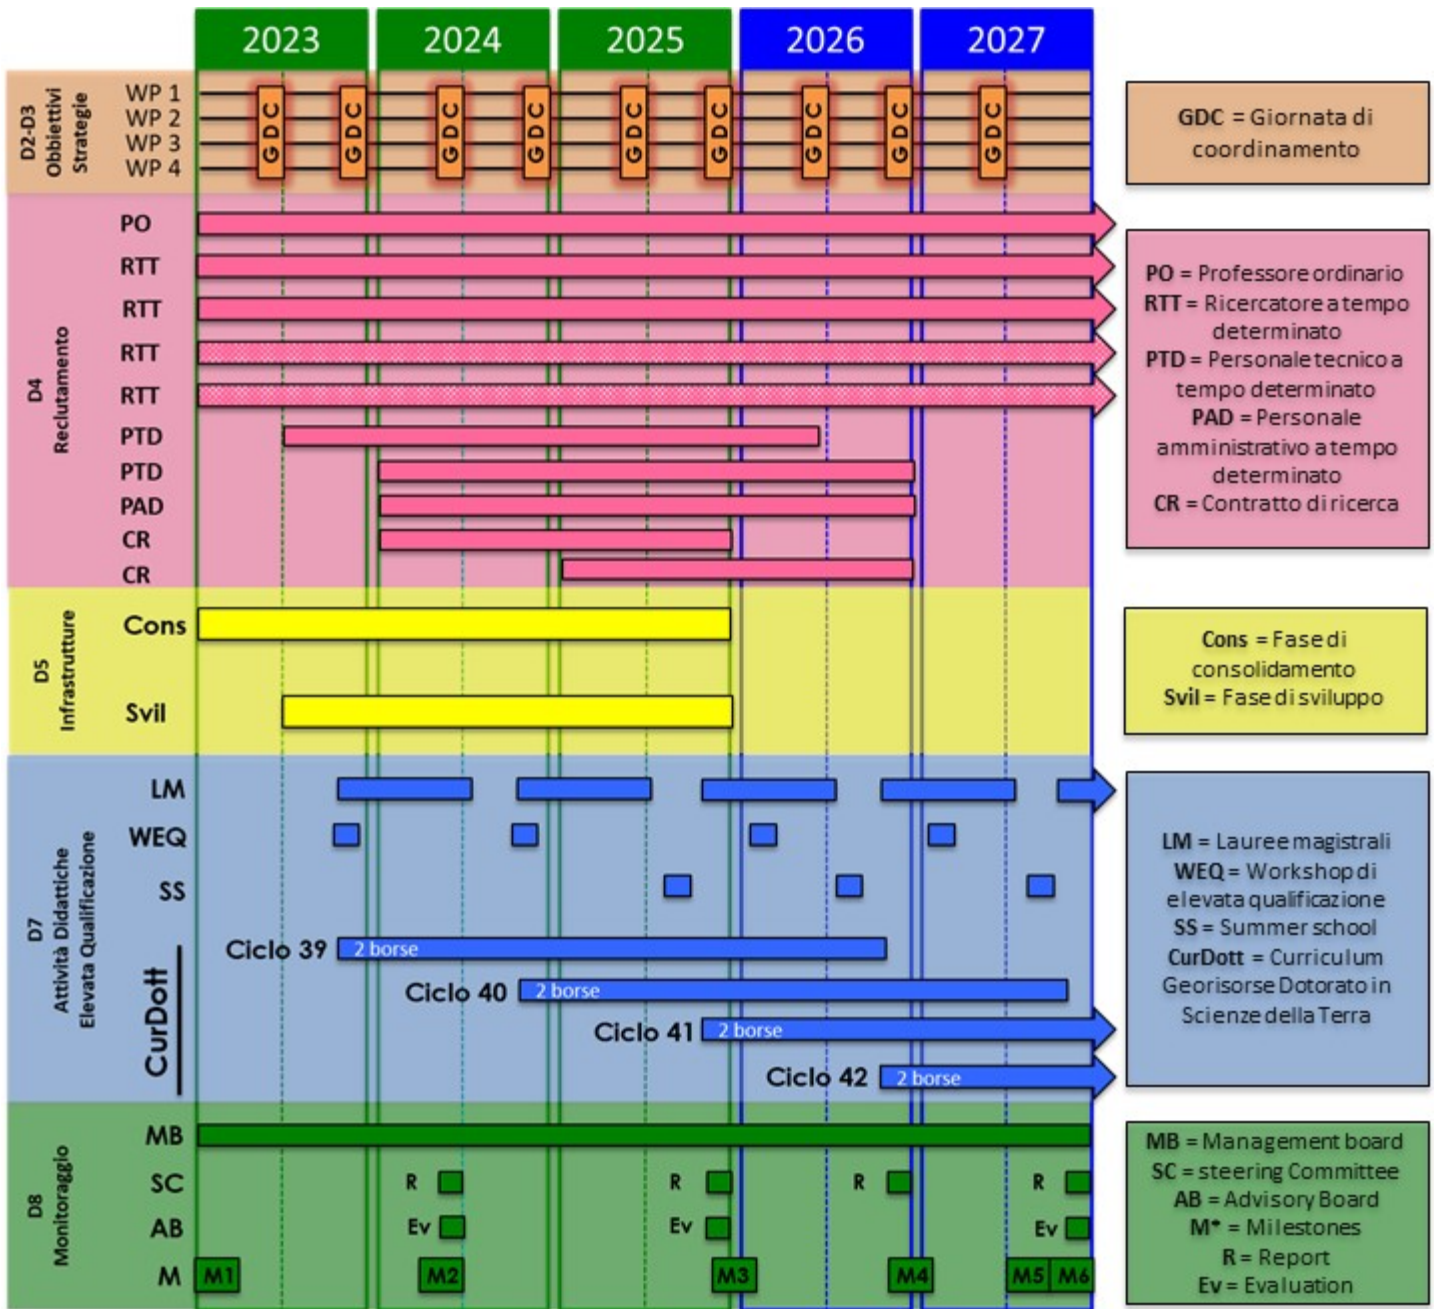 2023 2024 2025 2026 2027
D2-D3
Obbiettivi
Strategie
WP 1
WP 2
WP 3
WP 4
GDC GDC GDC GDC GDC GDC GDC GDC GDC
GDC = Giornata di
coordinamento
D4
Reclutamento
PO
RTT
RTT
RTT
RTT
PTD
PTD
PAD
CR
CR
PO = Professore ordinario
RTT = Ricercatore a tempo
determinato
PTD = Personale tecnico a
tempo determinato
PAD = Personale
amministrativo a tempo
determinato
CR = Contratto di ricerca
D5
Infrastrutture
Cons
Svil
Cons = Fase di
consolidamento
Svil = Fase di sviluppo
D7
Attività Didattiche
Elevata Qualificazione
LM
WEQ
SS
CurDott
Ciclo 39 2 borse
Ciclo 40 2 borse
Ciclo 41 2 borse
Ciclo 42 2 borse
LM = Lauree magistrali
WEQ = Workshop di
elevata qualificazione
SS = Summer school
CurDott = Curriculum
Georisorse Dotorato in
Scienze della Terra
D8
Monitoraggio
MB
SC R R R R
AB Ev Ev Ev
M M1 M2 M3 M4 M5 M6
MB = Management board
SC = steering Committee
AB = Advisory Board
M* = Milestones
R = Report
Ev = Evaluation